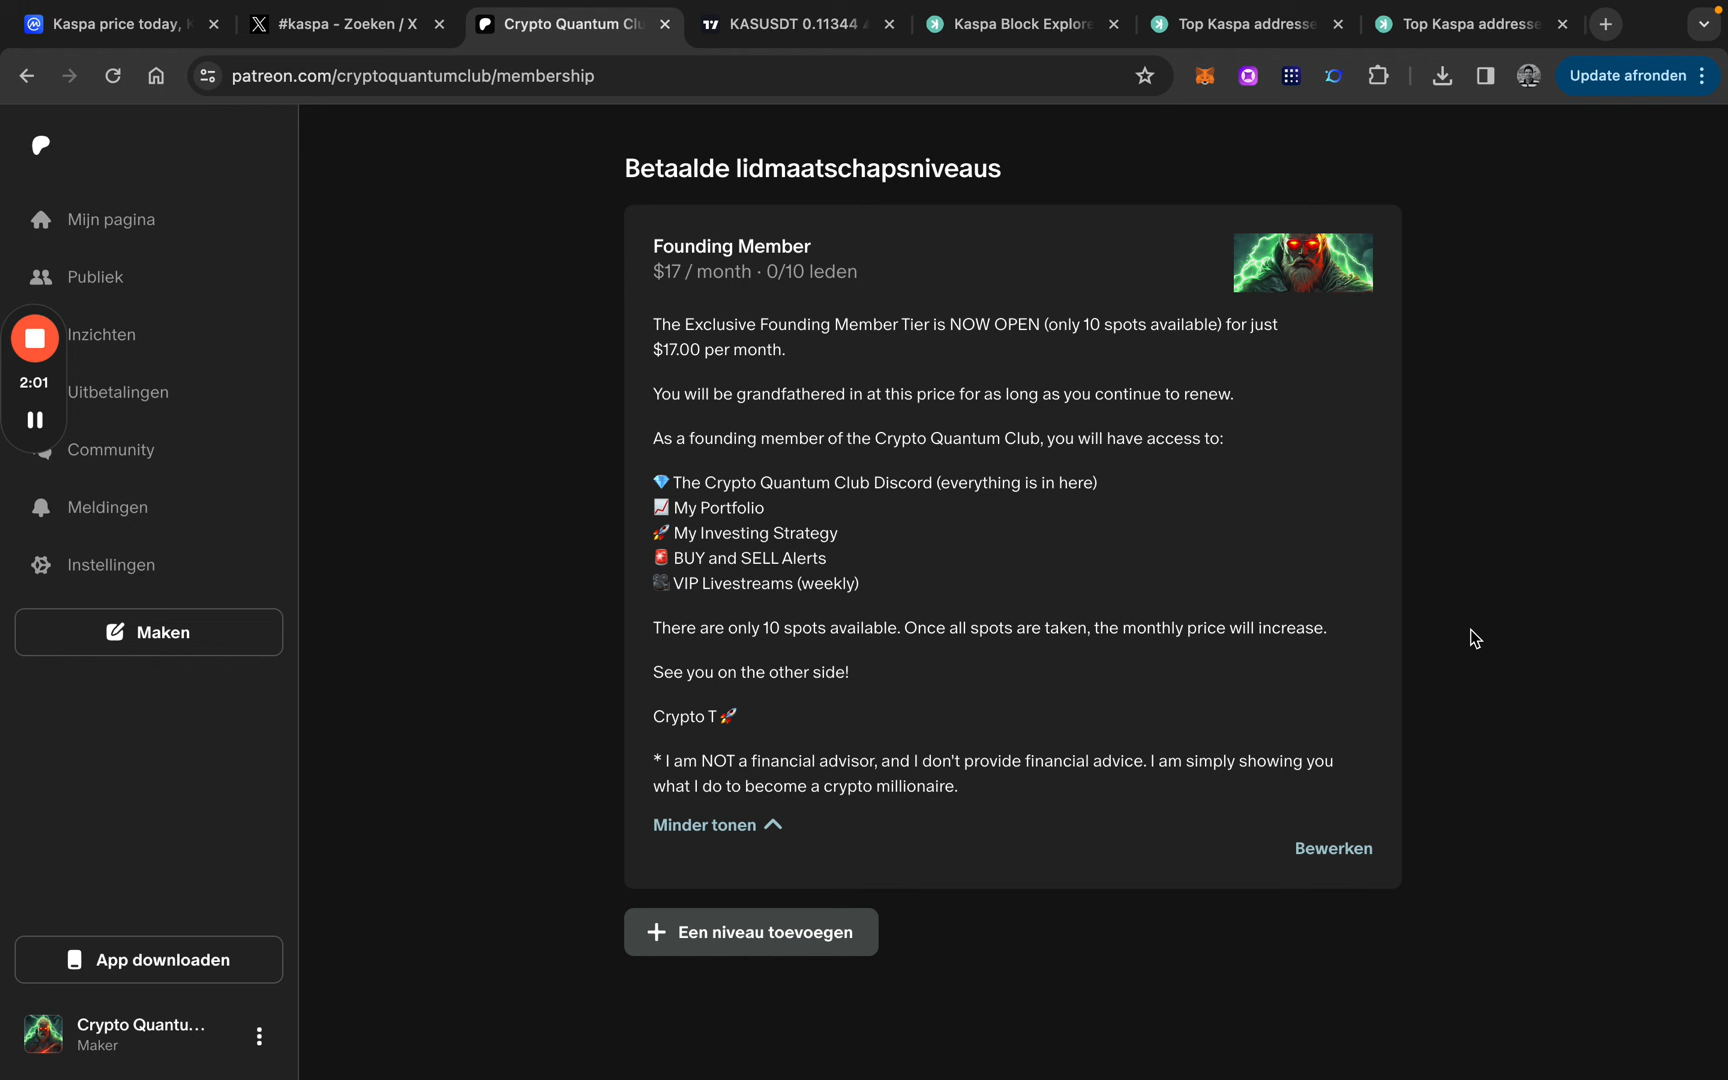 Kaspa price today, K
#kaspa - Zoeken / X
Crypto Quantum Clu
KASUSDT 0.11344
Kaspa Block Explore
Top Kaspa addresse
Top Kaspa addresse
patreon.com/cryptoquantumclub/membership
Update afronden
Mijn pagina
Publiek
Inzichten
2:01
Uitbetalingen
Community
Meldingen
Instellingen
Maken
App downloaden
Crypto Quantu...
Maker
Betaalde lidmaatschapsniveaus
Founding Member
$17 / month · 0/10 leden
The Exclusive Founding Member Tier is NOW OPEN (only 10 spots available) for just
$17.00 per month.
You will be grandfathered in at this price for as long as you continue to renew.
As a founding member of the Crypto Quantum Club, you will have access to:
💎 The Crypto Quantum Club Discord (everything is in here)
📈 My Portfolio
🚀 My Investing Strategy
🚨 BUY and SELL Alerts
🎥 VIP Livestreams (weekly)
There are only 10 spots available. Once all spots are taken, the monthly price will increase.
See you on the other side!
Crypto T 🚀
* I am NOT a financial advisor, and I don't provide financial advice. I am simply showing you
what I do to become a crypto millionaire.
Minder tonen
Bewerken
Een niveau toevoegen